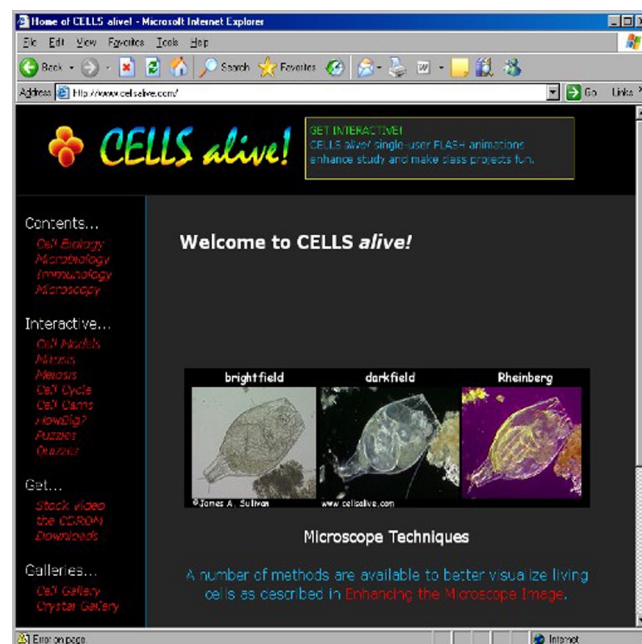 Home of CELLS alive! - Microsoft Internet Explorer
File Edit View Favorites Tools Help
Back Search Favorites
Address http://www.cellsalive.com/ Go Links
CELLS alive!
GET INTERACTIVE!
CELLS alive! single-user FLASH animations
enhance study and make class projects fun.
Contents...
Cell Biology
Microbiology
Immunology
Microscopy
Interactive...
Cell Models
Mitosis
Meiosis
Cell Cycle
Cell Cams
HowBig?
Puzzles
Quizzes
Get...
Stock video
the CDROM
Downloads
Galleries...
Cell Gallery
Crystal Gallery
Welcome to CELLS alive!
brightfield darkfield Rheinberg
©James A. Sullivan www.cellsalive.com
Microscope Techniques
A number of methods are available to better visualize living
cells as described in Enhancing the Microscope Image.
Error on page. Internet